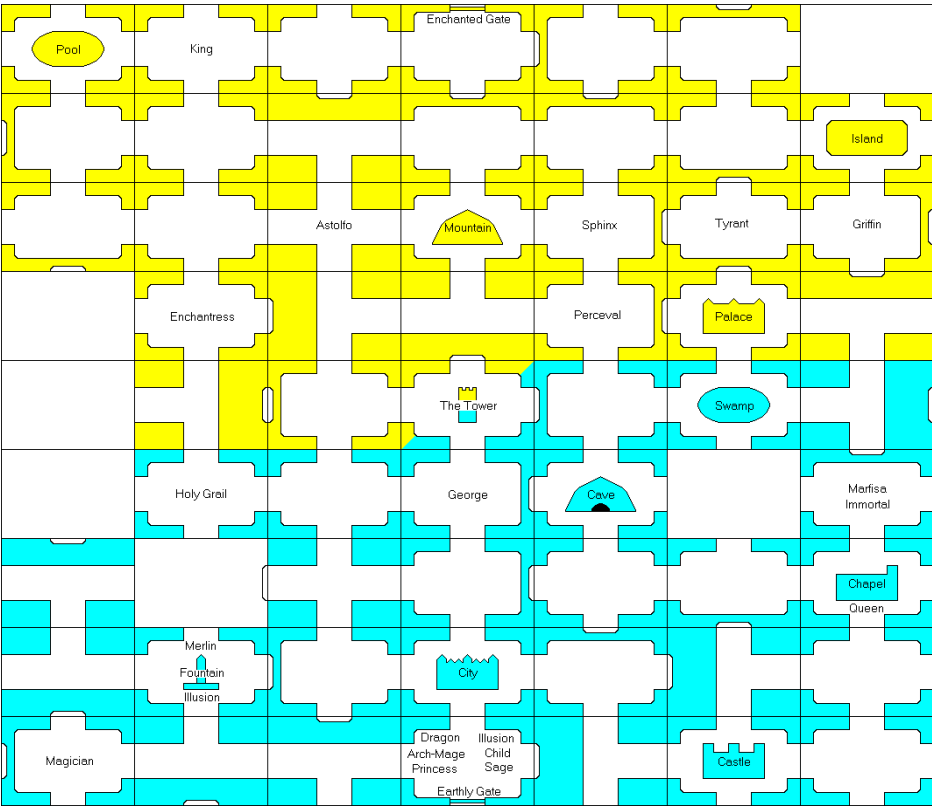 Enchanted Gate
Pool
King
Island
Astolfo
Mountain
Sphinx
Tyrant
Griffin
Enchantress
Perceval
Palace
The Tower
Swamp
Holy Grail
George
Cave
Marfisa
Immortal
Chapel
Queen
Merlin
Fountain
Illusion
City
Magician
Dragon
Arch-Mage
Princess
Illusion
Child
Sage
Earthly Gate
Castle